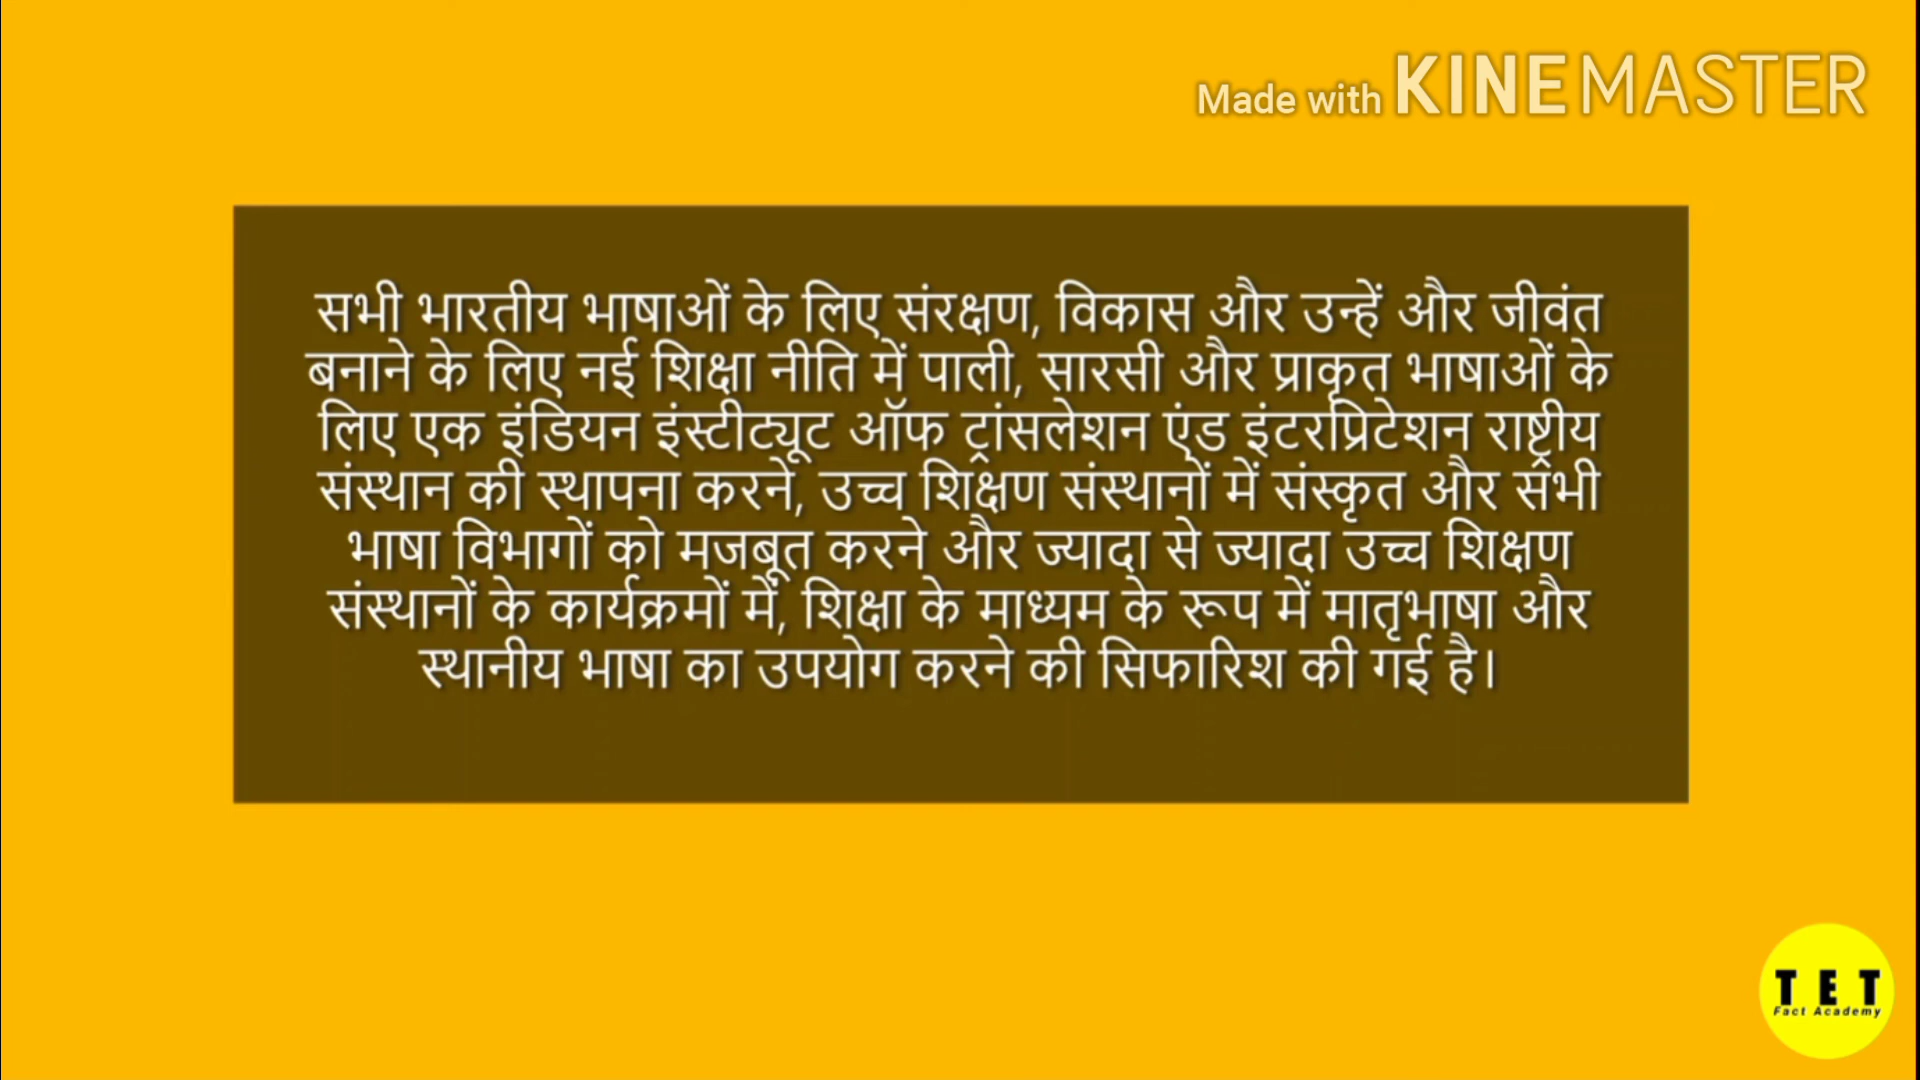 Made with KINEMASTER
सभी भारतीय भाषाओं के लिए संरक्षण, विकास और उन्हें और जीवंत
बनाने के लिए नई शिक्षा नीति में पाली, सारसी और प्राकृत भाषाओं के
लिए एक इंडियन इंस्टीट्यूट ऑफ ट्रांसलेशन एंड इंटरप्रिटेशन राष्ट्रीय
संस्थान की स्थापना करने, उच्च शिक्षण संस्थानों में संस्कृत और सभी
भाषा विभागों को मजबूत करने और ज्यादा से ज्यादा उच्च शिक्षण
संस्थानों के कार्यक्रमों में, शिक्षा के माध्यम के रूप में मातृभाषा और
स्थानीय भाषा का उपयोग करने की सिफारिश की गई है।
TET
Fact Academy